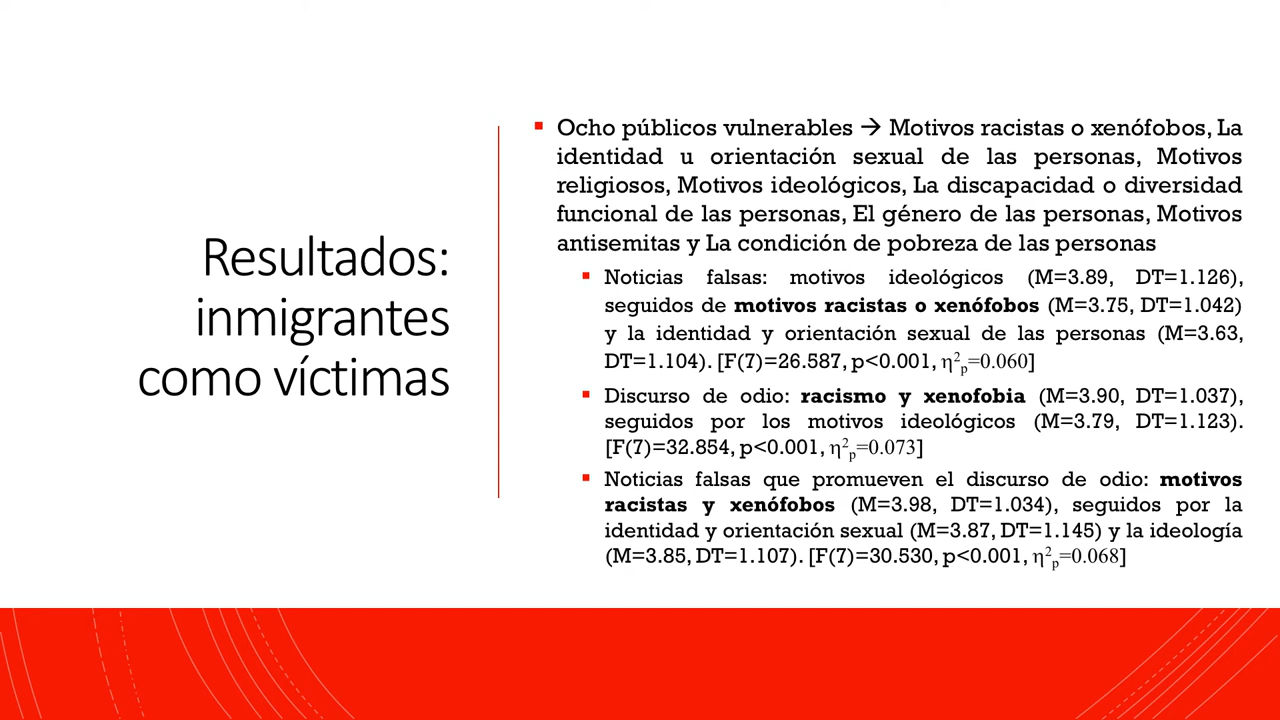 Resultados:
inmigrantes
como víctimas
▪ Ocho públicos vulnerables → Motivos racistas o xenófobos, La
identidad u orientación sexual de las personas, Motivos
religiosos, Motivos ideológicos, La discapacidad o diversidad
funcional de las personas, El género de las personas, Motivos
antisemitas y La condición de pobreza de las personas
▪ Noticias falsas: motivos ideológicos (M=3.89, DT=1.126),
seguidos de motivos racistas o xenófobos (M=3.75, DT=1.042)
y la identidad y orientación sexual de las personas (M=3.63,
DT=1.104). [F(7)=26.587, p<0.001, η²ₚ=0.060]
▪ Discurso de odio: racismo y xenofobia (M=3.90, DT=1.037),
seguidos por los motivos ideológicos (M=3.79, DT=1.123).
[F(7)=32.854, p<0.001, η²ₚ=0.073]
▪ Noticias falsas que promueven el discurso de odio: motivos
racistas y xenófobos (M=3.98, DT=1.034), seguidos por la
identidad y orientación sexual (M=3.87, DT=1.145) y la ideología
(M=3.85, DT=1.107). [F(7)=30.530, p<0.001, η²ₚ=0.068]